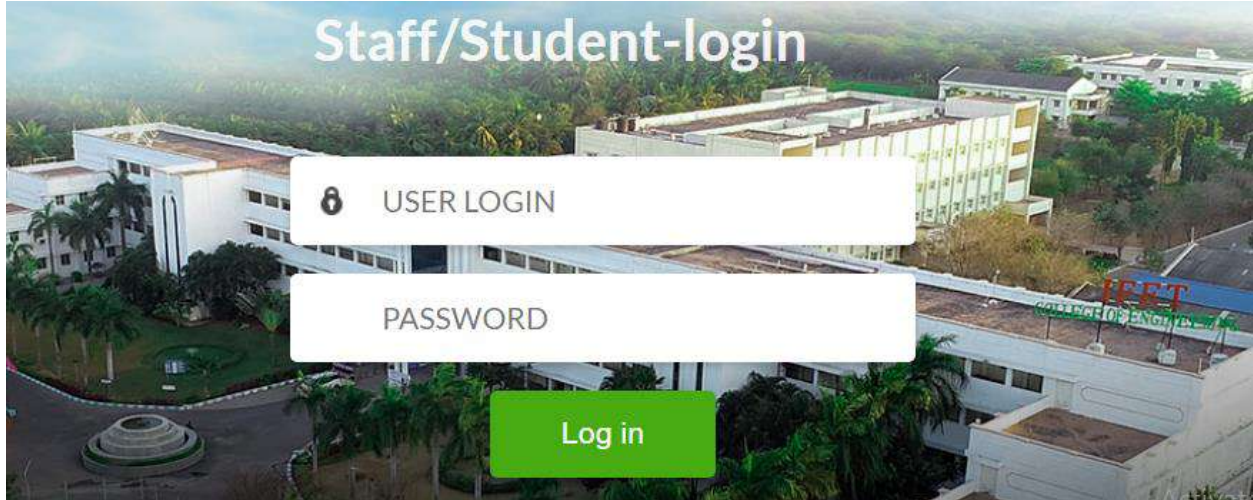 Staff/Student-login
USER LOGIN
PASSWORD
IFET
COLLEGE OF ENGINEERING
Log in